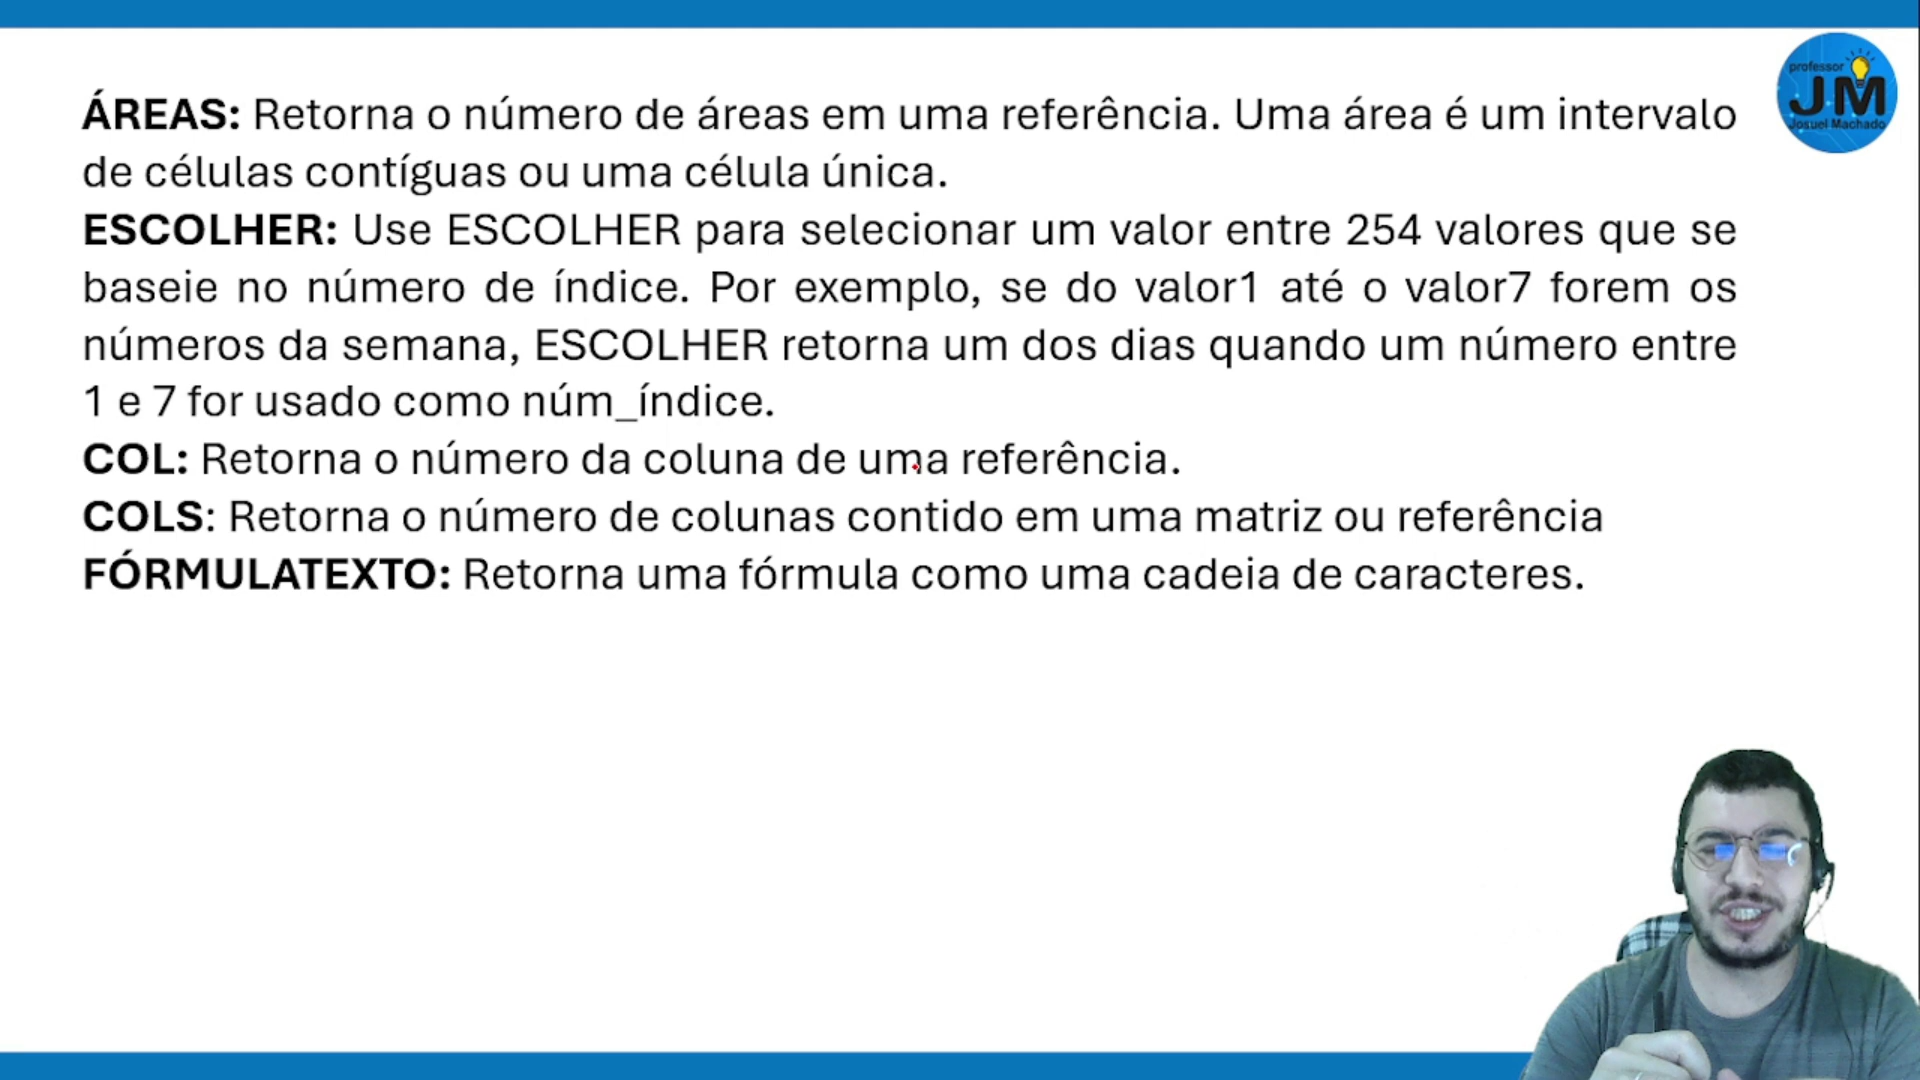 ÁREAS: Retorna o número de áreas em uma referência. Uma área é um intervalo
de células contíguas ou uma célula única.
ESCOLHER: Use ESCOLHER para selecionar um valor entre 254 valores que se
baseie no número de índice. Por exemplo, se do valor1 até o valor7 forem os
números da semana, ESCOLHER retorna um dos dias quando um número entre
1 e 7 for usado como núm_índice.
COL: Retorna o número da coluna de uma referência.
COLS: Retorna o número de colunas contido em uma matriz ou referência
FÓRMULATEXTO: Retorna uma fórmula como uma cadeia de caracteres.
professor
JM
Josuel Machado